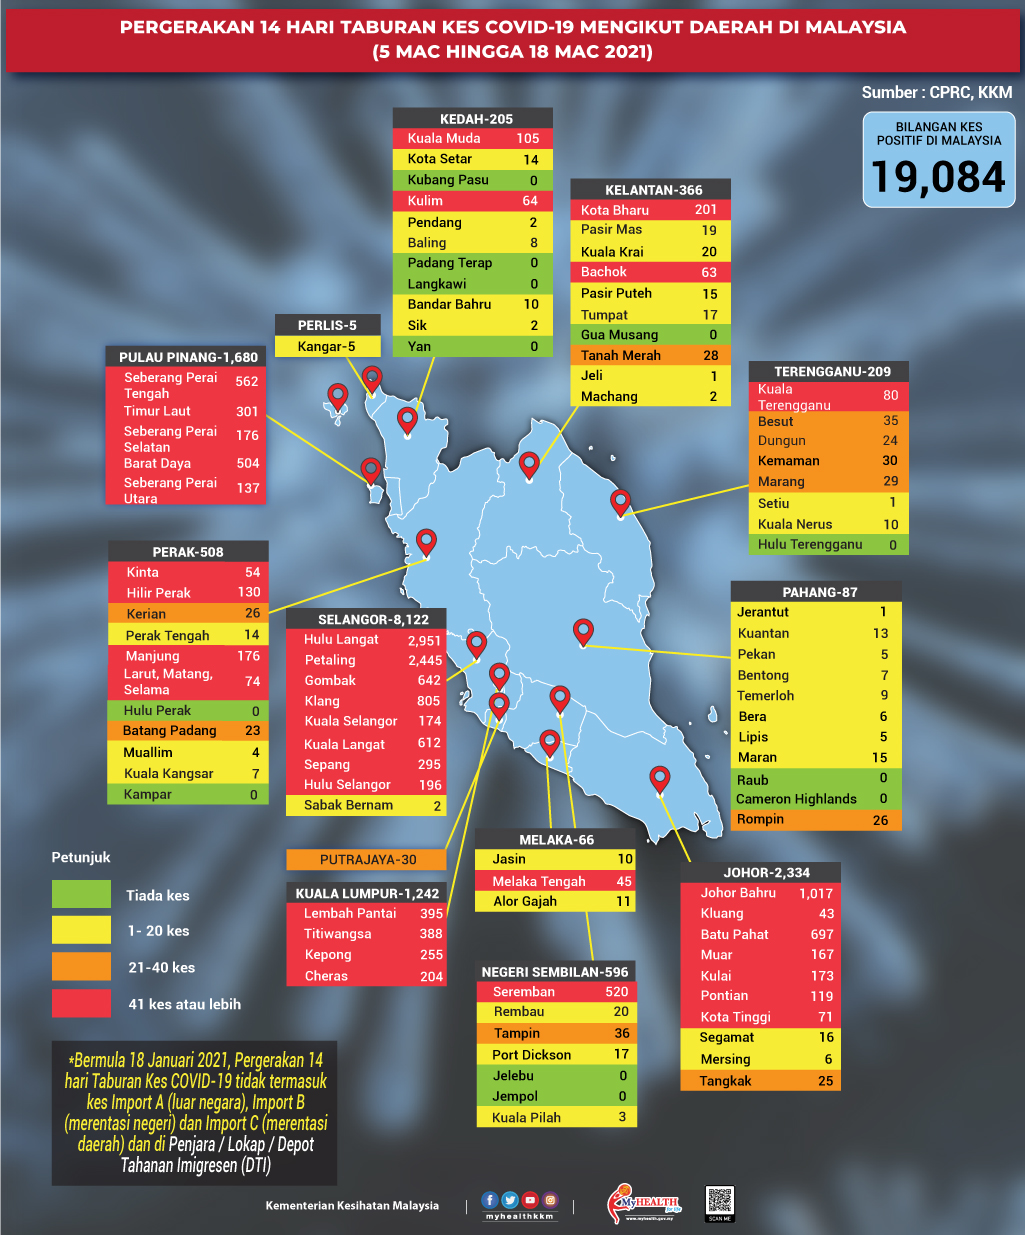 PERGERAKAN 14 HARI TABURAN KES COVID-19 MENGIKUT DAERAH DI MALAYSIA
(5 MAC HINGGA 18 MAC 2021)
Sumber : CPRC, KKM
BILANGAN KES
POSITIF DI MALAYSIA
19,084
KEDAH-205
Kuala Muda 105
Kota Setar 14
Kubang Pasu 0
Kulim 64
Pendang 2
Baling 8
Padang Terap 0
Langkawi 0
Bandar Bahru 10
Sik 2
Yan 0
KELANTAN-366
Kota Bharu 201
Pasir Mas 19
Kuala Krai 20
Bachok 63
Pasir Puteh 15
Tumpat 17
Gua Musang 0
Tanah Merah 28
Jeli 1
Machang 2
PERLIS-5
Kangar-5
PULAU PINANG-1,680
Seberang Perai
Tengah 562
Timur Laut 301
Seberang Perai
Selatan 176
Barat Daya 504
Seberang Perai
Utara 137
TERENGGANU-209
Kuala
Terengganu 80
Besut 35
Dungun 24
Kemaman 30
Marang 29
Setiu 1
Kuala Nerus 10
Hulu Terengganu 0
PERAK-508
Kinta 54
Hilir Perak 130
Kerian 26
Perak Tengah 14
Manjung 176
Larut, Matang,
Selama 74
Hulu Perak 0
Batang Padang 23
Muallim 4
Kuala Kangsar 7
Kampar 0
SELANGOR-8,122
Hulu Langat 2,951
Petaling 2,445
Gombak 642
Klang 805
Kuala Selangor 174
Kuala Langat 612
Sepang 295
Hulu Selangor 196
Sabak Bernam 2
PAHANG-87
Jerantut 1
Kuantan 13
Pekan 5
Bentong 7
Temerloh 9
Bera 6
Lipis 5
Maran 15
Raub 0
Cameron Highlands 0
Rompin 26
PUTRAJAYA-30
KUALA LUMPUR-1,242
Lembah Pantai 395
Titiwangsa 388
Kepong 255
Cheras 204
MELAKA-66
Jasin 10
Melaka Tengah 45
Alor Gajah 11
NEGERI SEMBILAN-596
Seremban 520
Rembau 20
Tampin 36
Port Dickson 17
Jelebu 0
Jempol 0
Kuala Pilah 3
JOHOR-2,334
Johor Bahru 1,017
Kluang 43
Batu Pahat 697
Muar 167
Kulai 173
Pontian 119
Kota Tinggi 71
Segamat 16
Mersing 6
Tangkak 25
Petunjuk
Tiada kes
1- 20 kes
21-40 kes
41 kes atau lebih
*Bermula 18 Januari 2021, Pergerakan 14
hari Taburan Kes COVID-19 tidak termasuk
kes Import A (luar negara), Import B
(merentasi negeri) dan Import C (merentasi
daerah) dan di Penjara / Lokap / Depot
Tahanan Imigresen (DTI)
Kementerian Kesihatan Malaysia
myhealthkkm
MyHEALTH
for life
www.myhealth.gov.my
SCAN ME